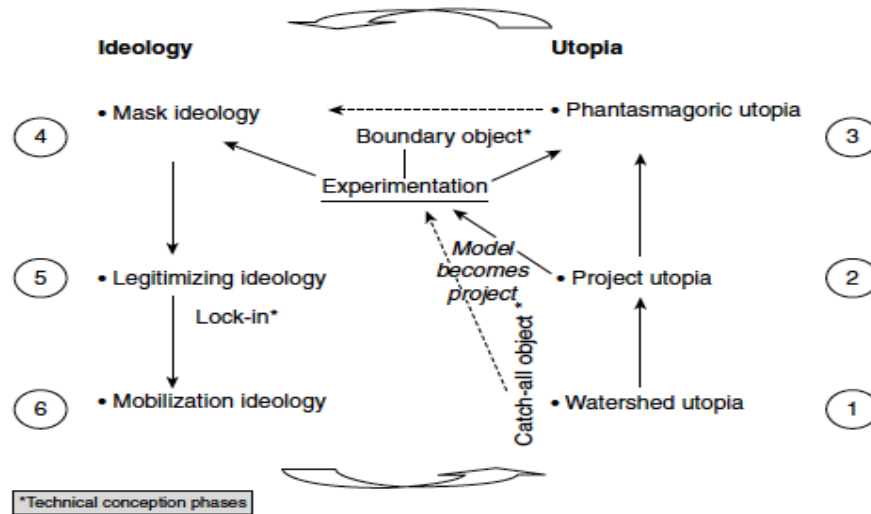 Ideology
Utopia
4
• Mask ideology
• Phantasmagoric utopia
3
Boundary object*
Experimentation
Model
becomes
project
5
• Legitimizing ideology
• Project utopia
2
Lock-in*
Catch-all object*
6
• Mobilization ideology
• Watershed utopia
1
*Technical conception phases